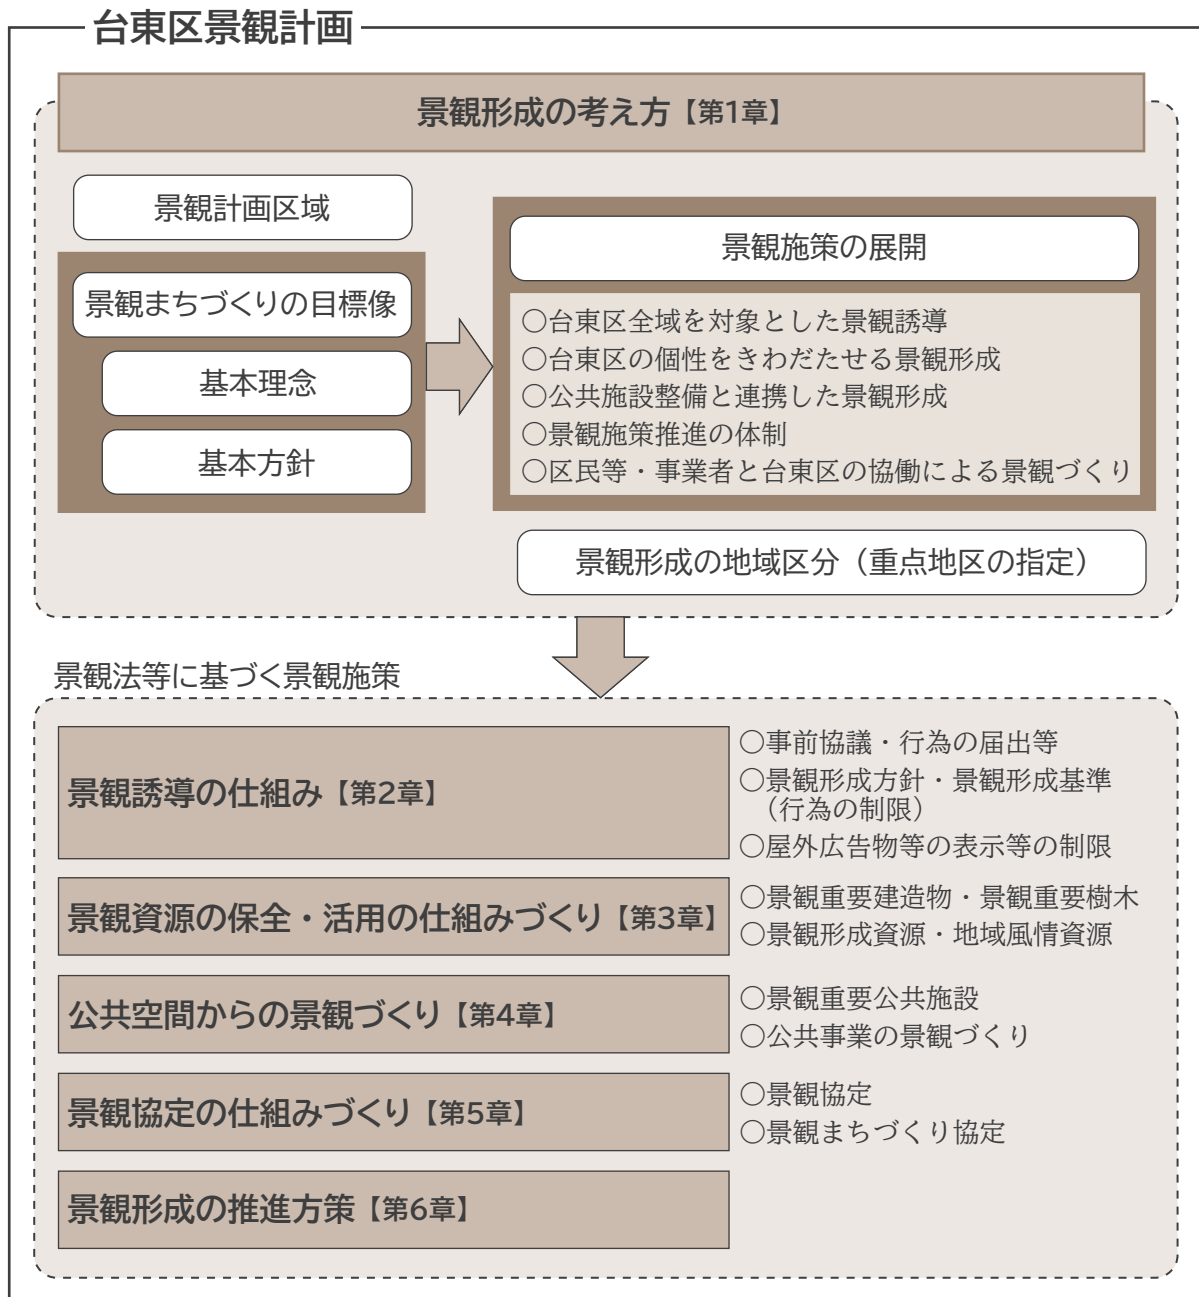 台東区景観計画
景観形成の考え方【第1章】
景観計画区域
景観まちづくりの目標像
基本理念
基本方針
景観施策の展開
○台東区全域を対象とした景観誘導
○台東区の個性をきわだたせる景観形成
○公共施設整備と連携した景観形成
○景観施策推進の体制
○区民等・事業者と台東区の協働による景観づくり
景観形成の地域区分（重点地区の指定）
景観法等に基づく景観施策
景観誘導の仕組み【第2章】
○事前協議・行為の届出等
○景観形成方針・景観形成基準
（行為の制限）
○屋外広告物等の表示等の制限
景観資源の保全・活用の仕組みづくり【第3章】
○景観重要建造物・景観重要樹木
○景観形成資源・地域風情資源
公共空間からの景観づくり【第4章】
○景観重要公共施設
○公共事業の景観づくり
景観協定の仕組みづくり【第5章】
○景観協定
○景観まちづくり協定
景観形成の推進方策【第6章】